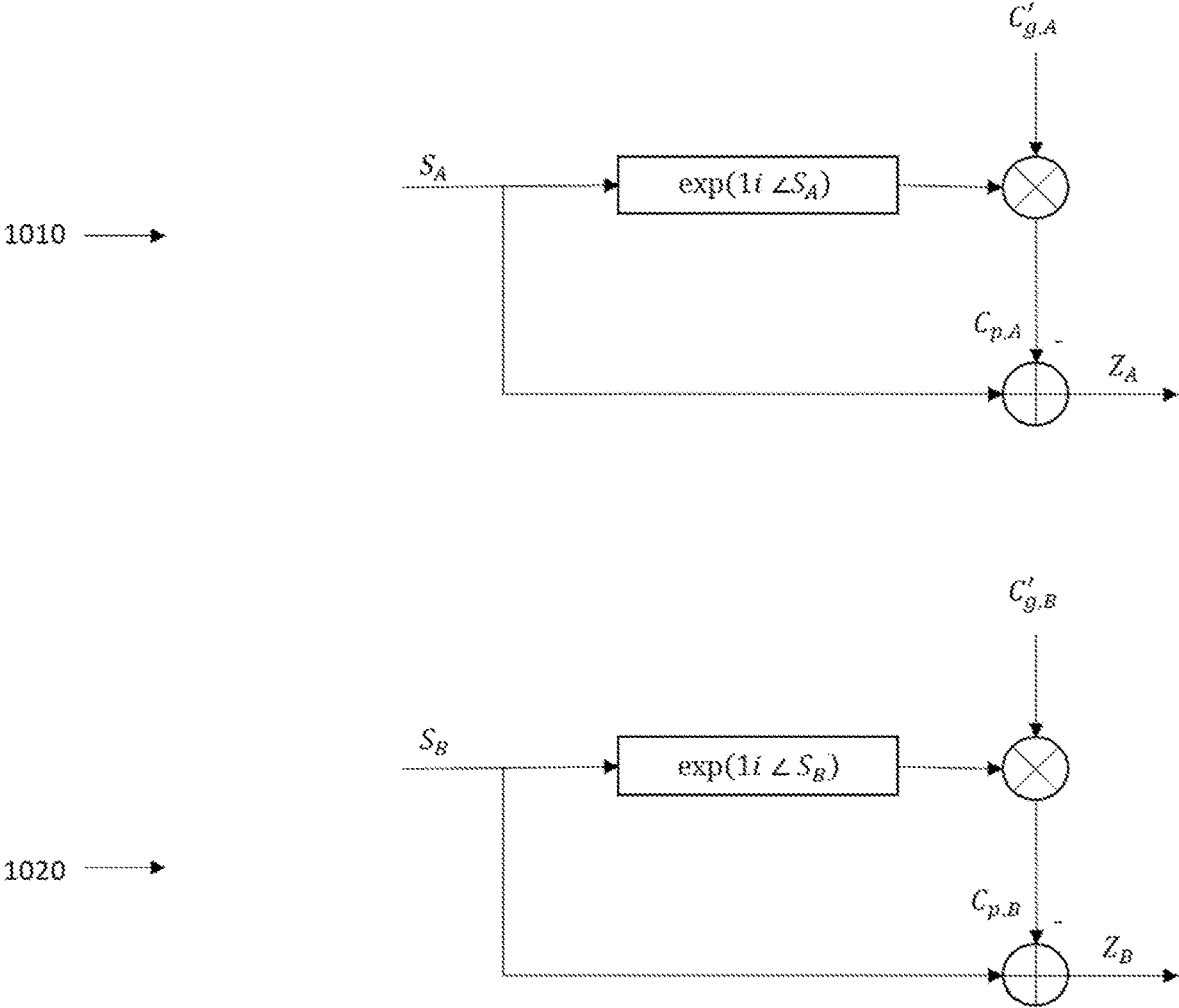 C′g,A
SA
exp(1i ∠SA)
1010
Cp,A
-
ZA
C′g,B
SB
exp(1i ∠ SB)
1020
Cp,B
-
ZB